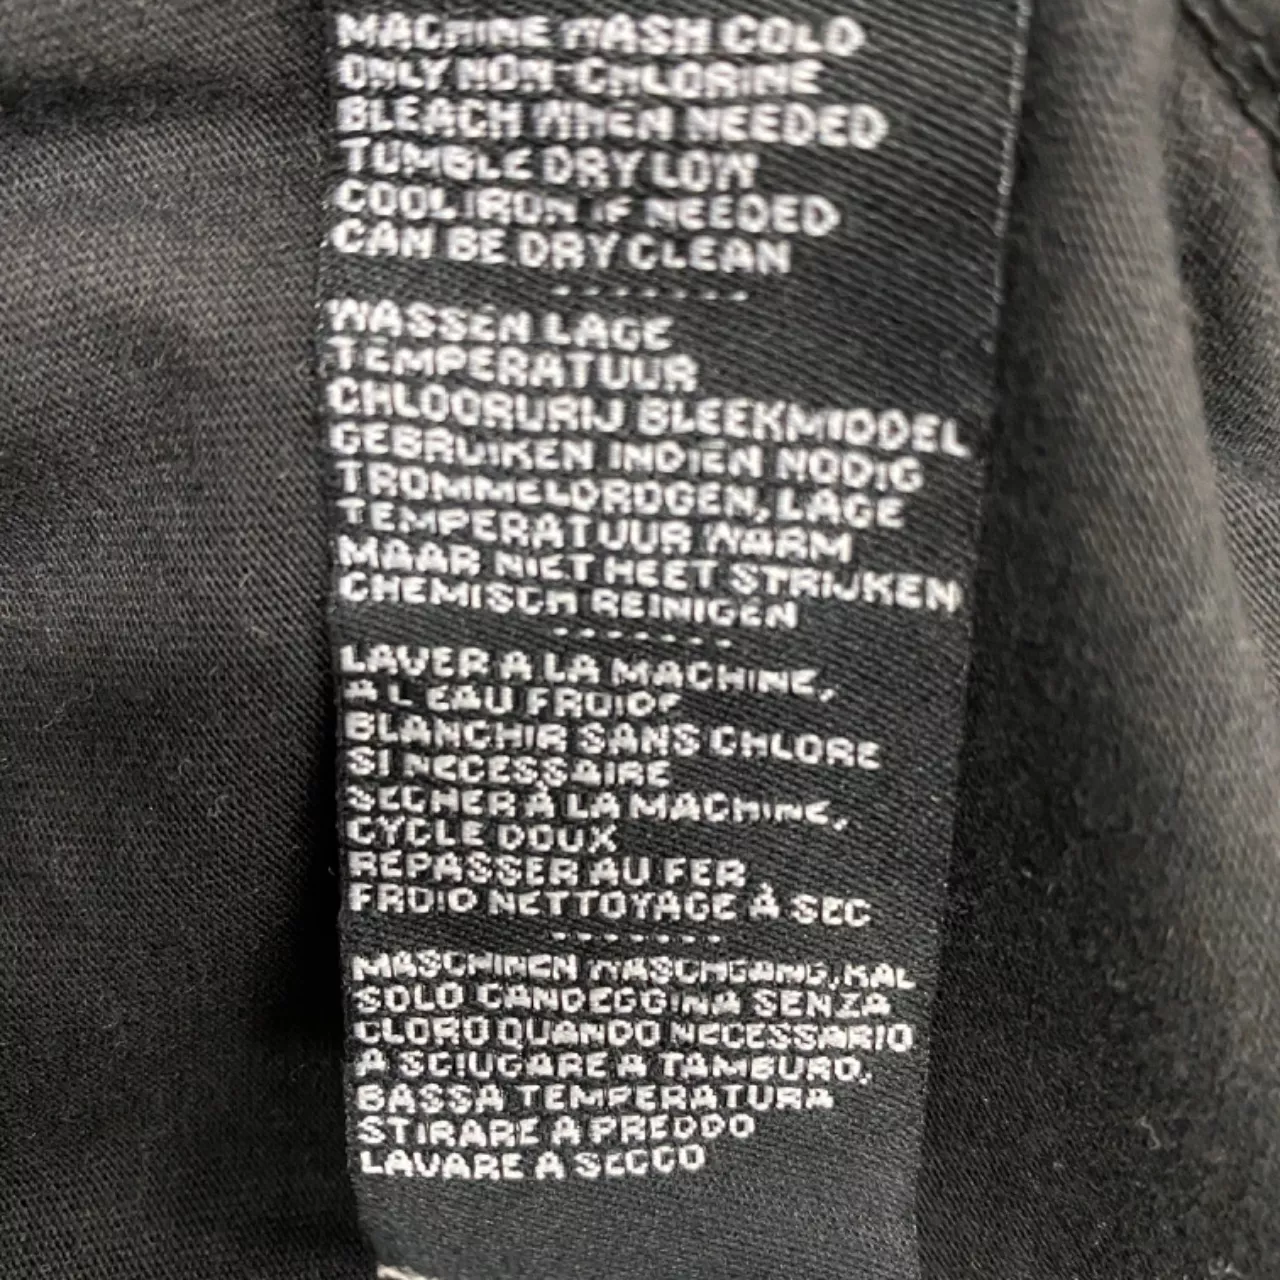 MACHINE WASH COLD
ONLY NON-CHLORINE
BLEACH WHEN NEEDED
TUMBLE DRY LOW
COOL IRON IF NEEDED
CAN BE DRY CLEAN
-------
WASSEN LAGE
TEMPERATUUR
CHLOORURIJ BLEEKMIDDEL
GEBRUIKEN INDIEN NODIG
TROMMELDROGEN, LAGE
TEMPERATUUR WARM
MAAR NIET HEET STRIJKEN
CHEMISCH REINIGEN
-------
LAVER A LA MACHINE,
A L EAU FROIDE
BLANCHIR SANS CHLORE
SI NECESSAIRE
SECHER À LA MACHINE,
CYCLE DOUX
REPASSER AU FER
FROID NETTOYAGE À SEC
-------
MASCHINEN WASCHGANG,KAL
SOLO CANDEGGINA SENZA
CLORO QUANDO NECESSARIO
A SCIUGARE A TAMBURO,
BASSA TEMPERATURA
STIRARE A PREDDO
LAVARE A SECCO